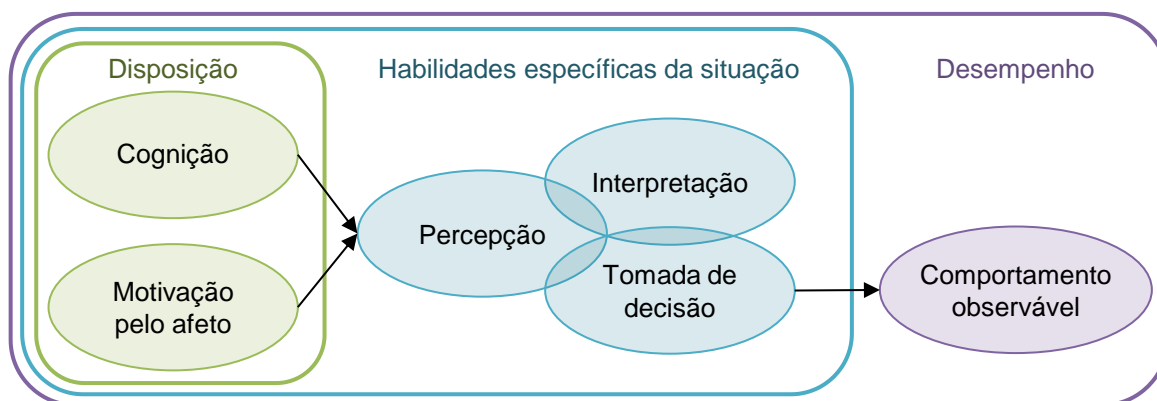 Disposição
Habilidades específicas da situação
Desempenho
Cognição
Motivação
pelo afeto
Percepção
Interpretação
Tomada de
decisão
Comportamento
observável